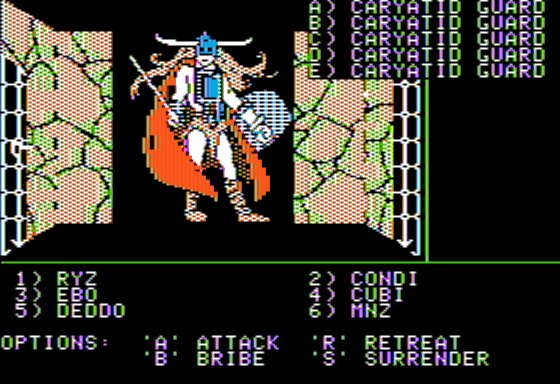 A) CARYATID GUARD
B) CARYATID GUARD
C) CARYATID GUARD
D) CARYATID GUARD
E) CARYATID GUARD
1) RYZ 2) CONDI
3) EBO 4) CUBI
5) DEDDO 6) MNZ
OPTIONS: 'A' ATTACK 'R' RETREAT
'B' BRIBE 'S' SURRENDER